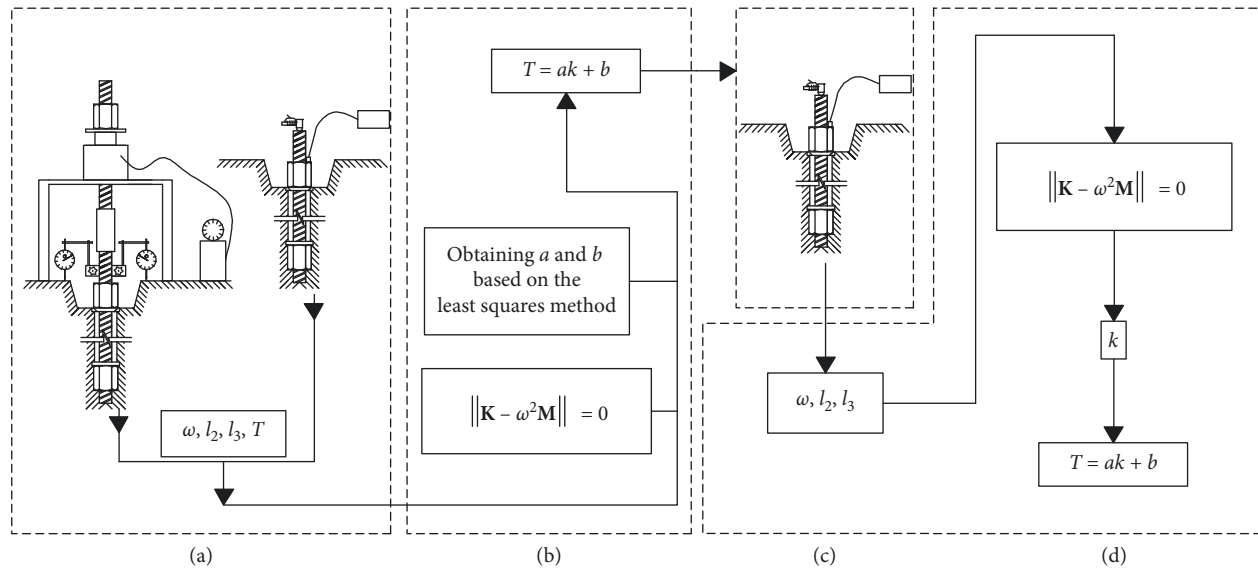 ω, l₂, l₃, T
(a)
T = ak + b
Obtaining a and b
based on the
least squares method
‖K – ω²M‖ = 0
(b)
ω, l₂, l₃
(c)
‖K – ω²M‖ = 0
k
T = ak + b
(d)